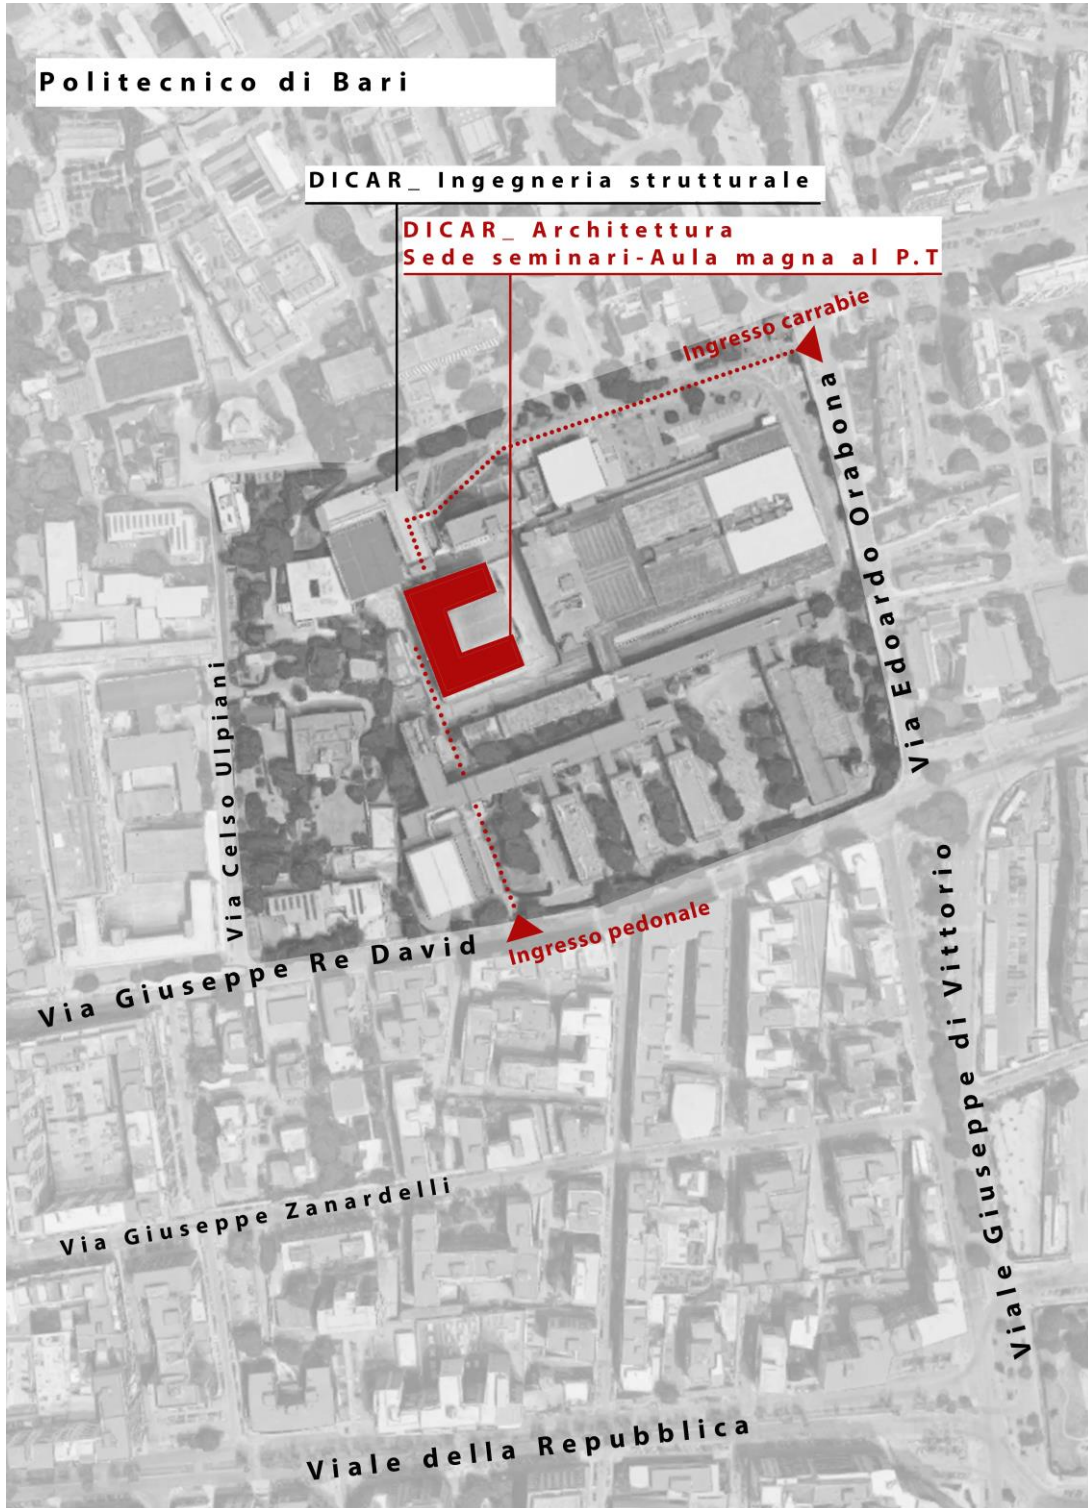 Politecnico di Bari
DICAR_ Ingegneria strutturale
DICAR_ Architettura
Sede seminari-Aula magna al P.T
Ingresso carrabie
Via Edoardo Orabona
Via Celso Ulpiani
Ingresso pedonale
Via Giuseppe Re David
Viale Giuseppe di Vittorio
Via Giuseppe Zanardelli
Viale della Repubblica